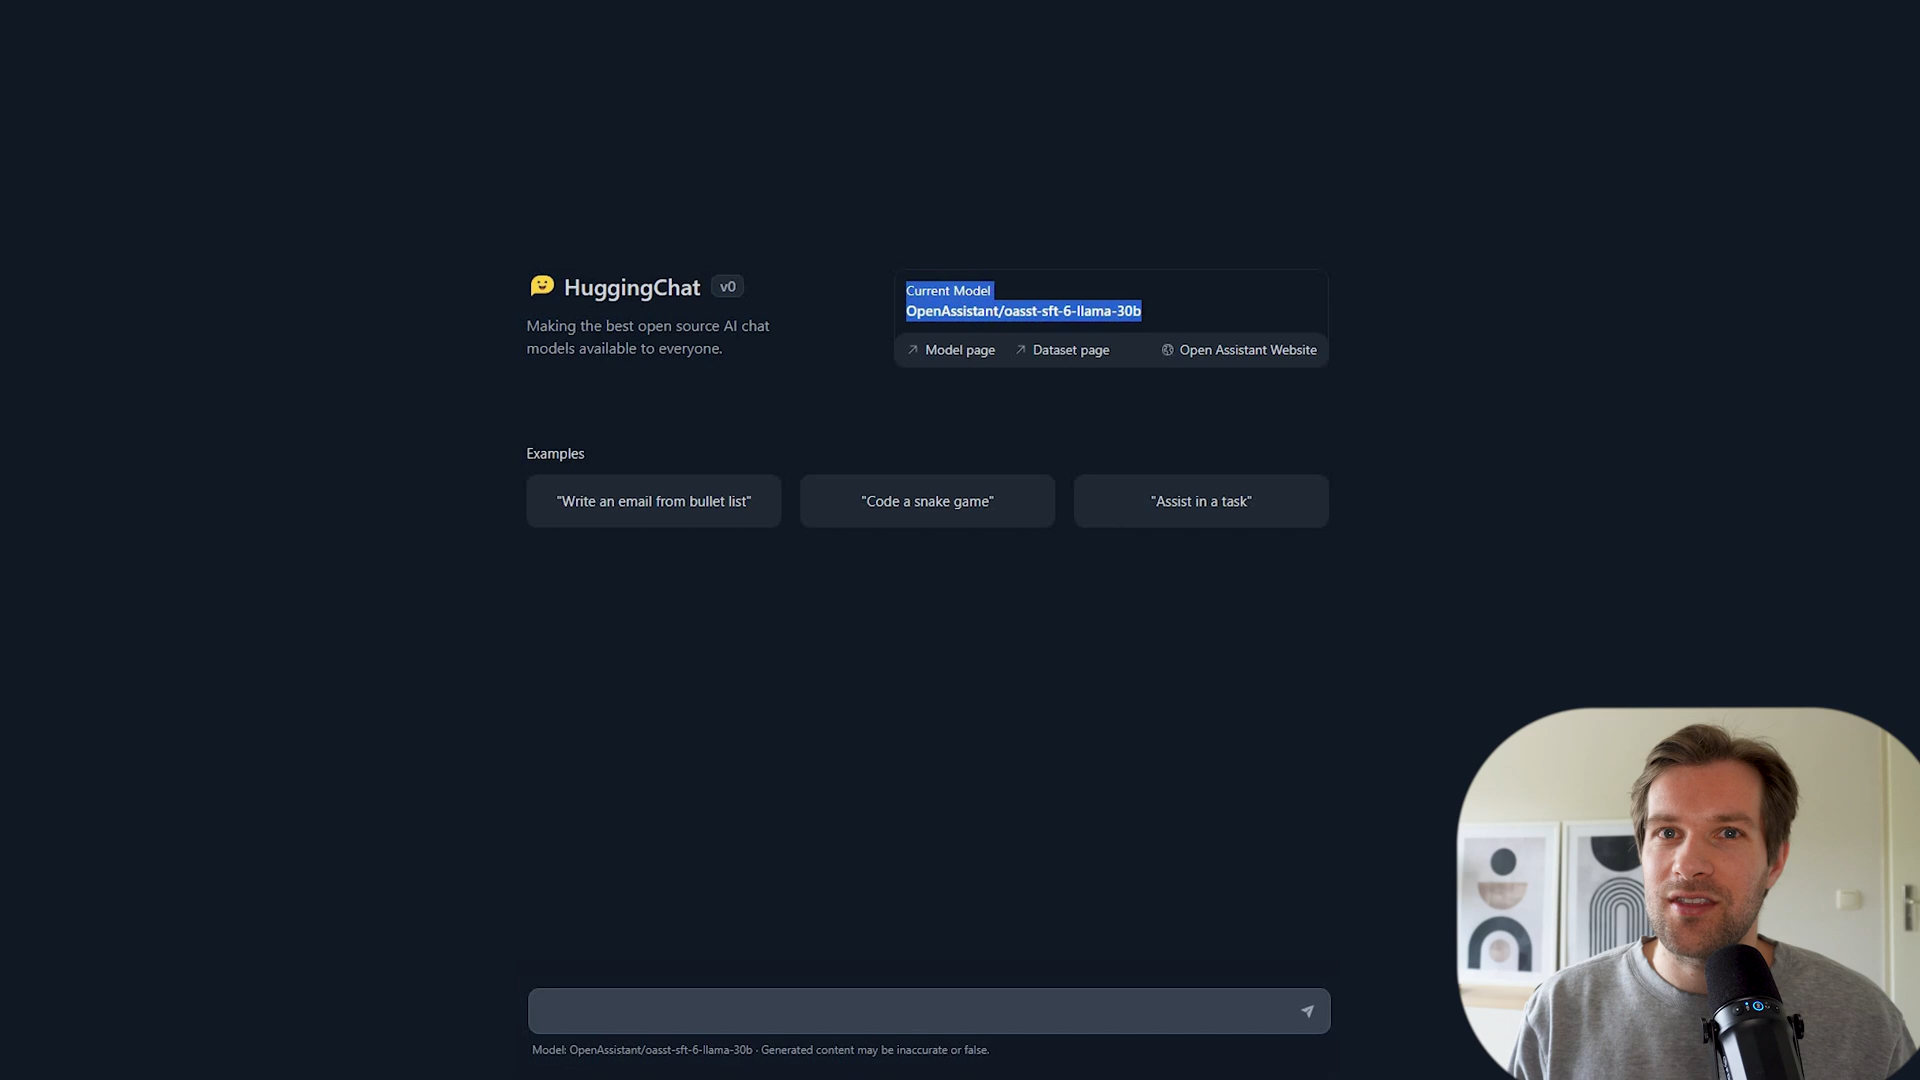 HuggingChat v0
Making the best open source AI chat
models available to everyone.
Current Model
OpenAssistant/oasst-sft-6-llama-30b
Model page Dataset page Open Assistant Website
Examples
"Write an email from bullet list" "Code a snake game" "Assist in a task"
Model: OpenAssistant/oasst-sft-6-llama-30b · Generated content may be inaccurate or false.